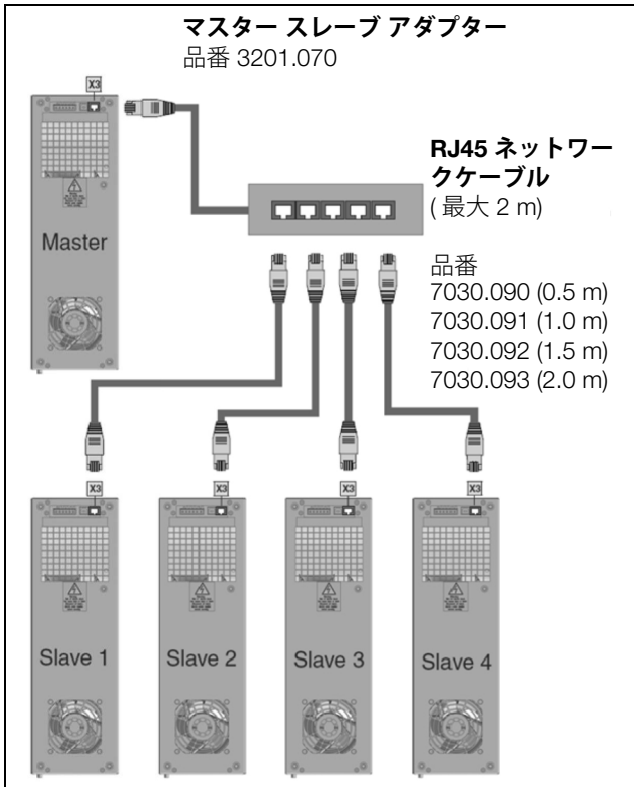 マスター スレーブ アダプター
品番 3201.070
X3
Master
RJ45 ネットワー
クケーブル
( 最大 2 m)
品番
7030.090 (0.5 m)
7030.091 (1.0 m)
7030.092 (1.5 m)
7030.093 (2.0 m)
X3
X3
X3
X3
Slave 1
Slave 2
Slave 3
Slave 4